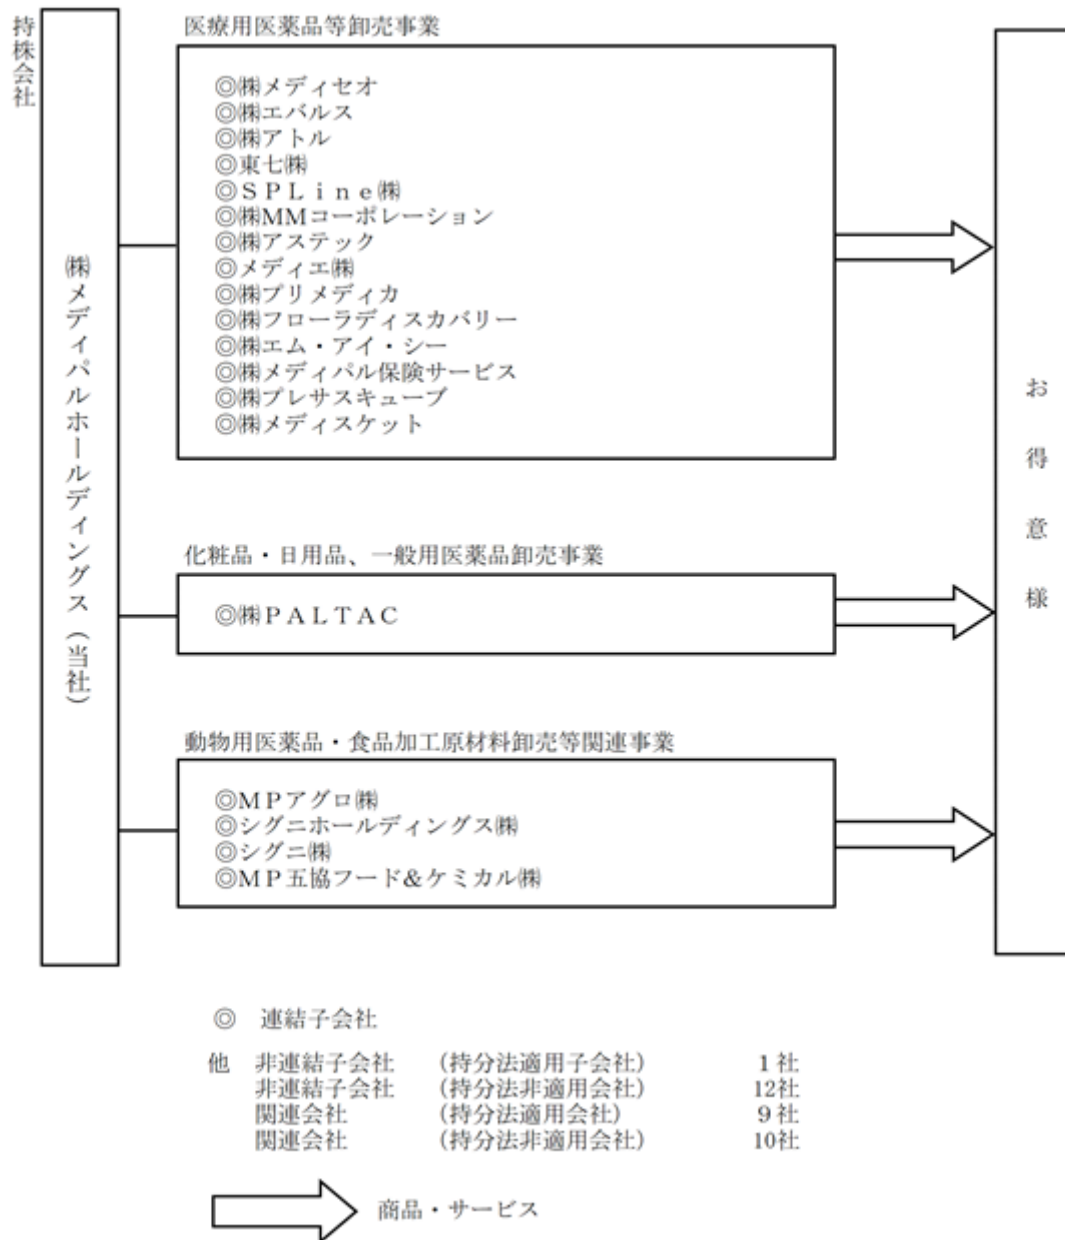 持株会社
㈱メディパルホールディングス(当社)
医療用医薬品等卸売事業
◎㈱メディセオ
◎㈱エバルス
◎㈱アトル
◎東七㈱
◎ＳＰＬｉｎｅ㈱
◎㈱MMコーポレーション
◎㈱アステック
◎メディエ㈱
◎㈱プリメディカ
◎㈱フローラディスカバリー
◎㈱エム・アイ・シー
◎㈱メディパル保険サービス
◎㈱プレサスキューブ
◎㈱メディスケット
化粧品・日用品、一般用医薬品卸売事業
◎㈱ＰＡＬＴＡＣ
動物用医薬品・食品加工原材料卸売等関連事業
◎ＭＰアグロ㈱
◎シグニホールディングス㈱
◎シグニ㈱
◎ＭＰ五協フード&ケミカル㈱
お得意様
◎　連結子会社
他　非連結子会社　（持分法適用子会社）　１社
非連結子会社　（持分法非適用会社）　12社
関連会社　（持分法適用会社）　９社
関連会社　（持分法非適用会社）　10社
商品・サービス